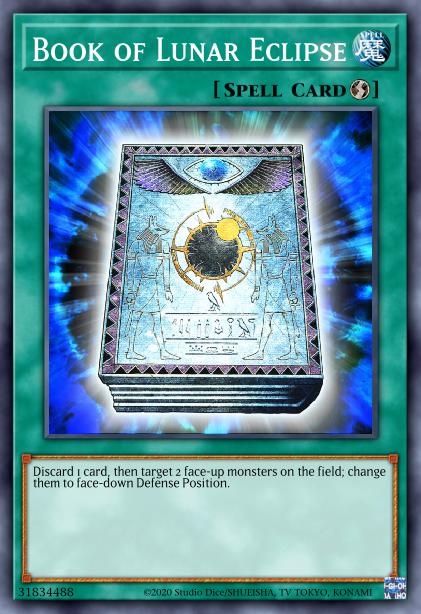 BOOK OF LUNAR ECLIPSE
SPELL
魔
[SPELL CARD]
Discard 1 card, then target 2 face-up monsters on the field; change
them to face-down Defense Position.
31834488
©2020 Studio Dice/SHUEISHA, TV TOKYO, KONAMI